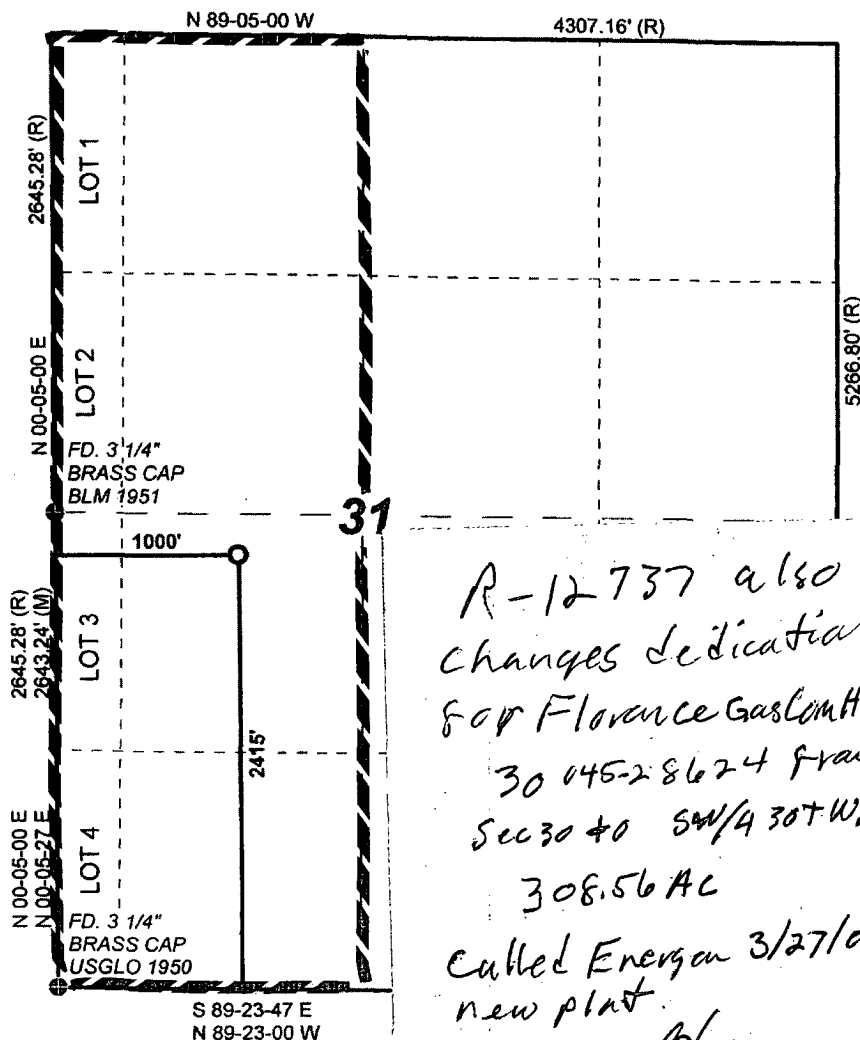 N 89-05-00 W
4307.16' (R)
2645.28' (R)
LOT 1
5266.80' (R)
N 00-05-00 E
LOT 2
FD. 3 1/4"
BRASS CAP
BLM 1951
31
1000'
2645.28' (R)
2643.24' (M)
LOT 3
2415'
N 00-05-00 E
N 00-05-27 E
LOT 4
FD. 3 1/4"
BRASS CAP
USGLO 1950
S 89-23-47 E
N 89-23-00 W
R-12737 also
changes dedicatio
for Florance Gas Com H
30 045-28624 from
Sec 30 to SW/4 30 + W
308.56 AC
Called Energen 3/27/0
new plat.